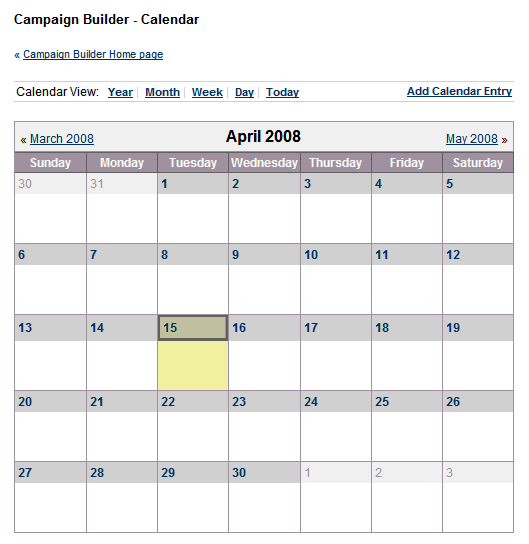 Campaign Builder - Calendar
« Campaign Builder Home page
Calendar View: Year Month Week Day Today Add Calendar Entry
« March 2008 April 2008 May 2008 »
Sunday Monday Tuesday Wednesday Thursday Friday Saturday
30 31 1 2 3 4 5
6 7 8 9 10 11 12
13 14 15 16 17 18 19
20 21 22 23 24 25 26
27 28 29 30 1 2 3